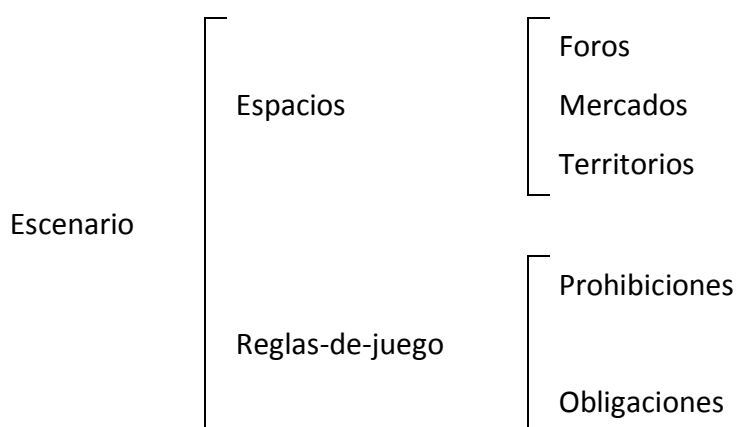 Foros
Espacios
Mercados
Territorios
Escenario
Prohibiciones
Reglas-de-juego
Obligaciones